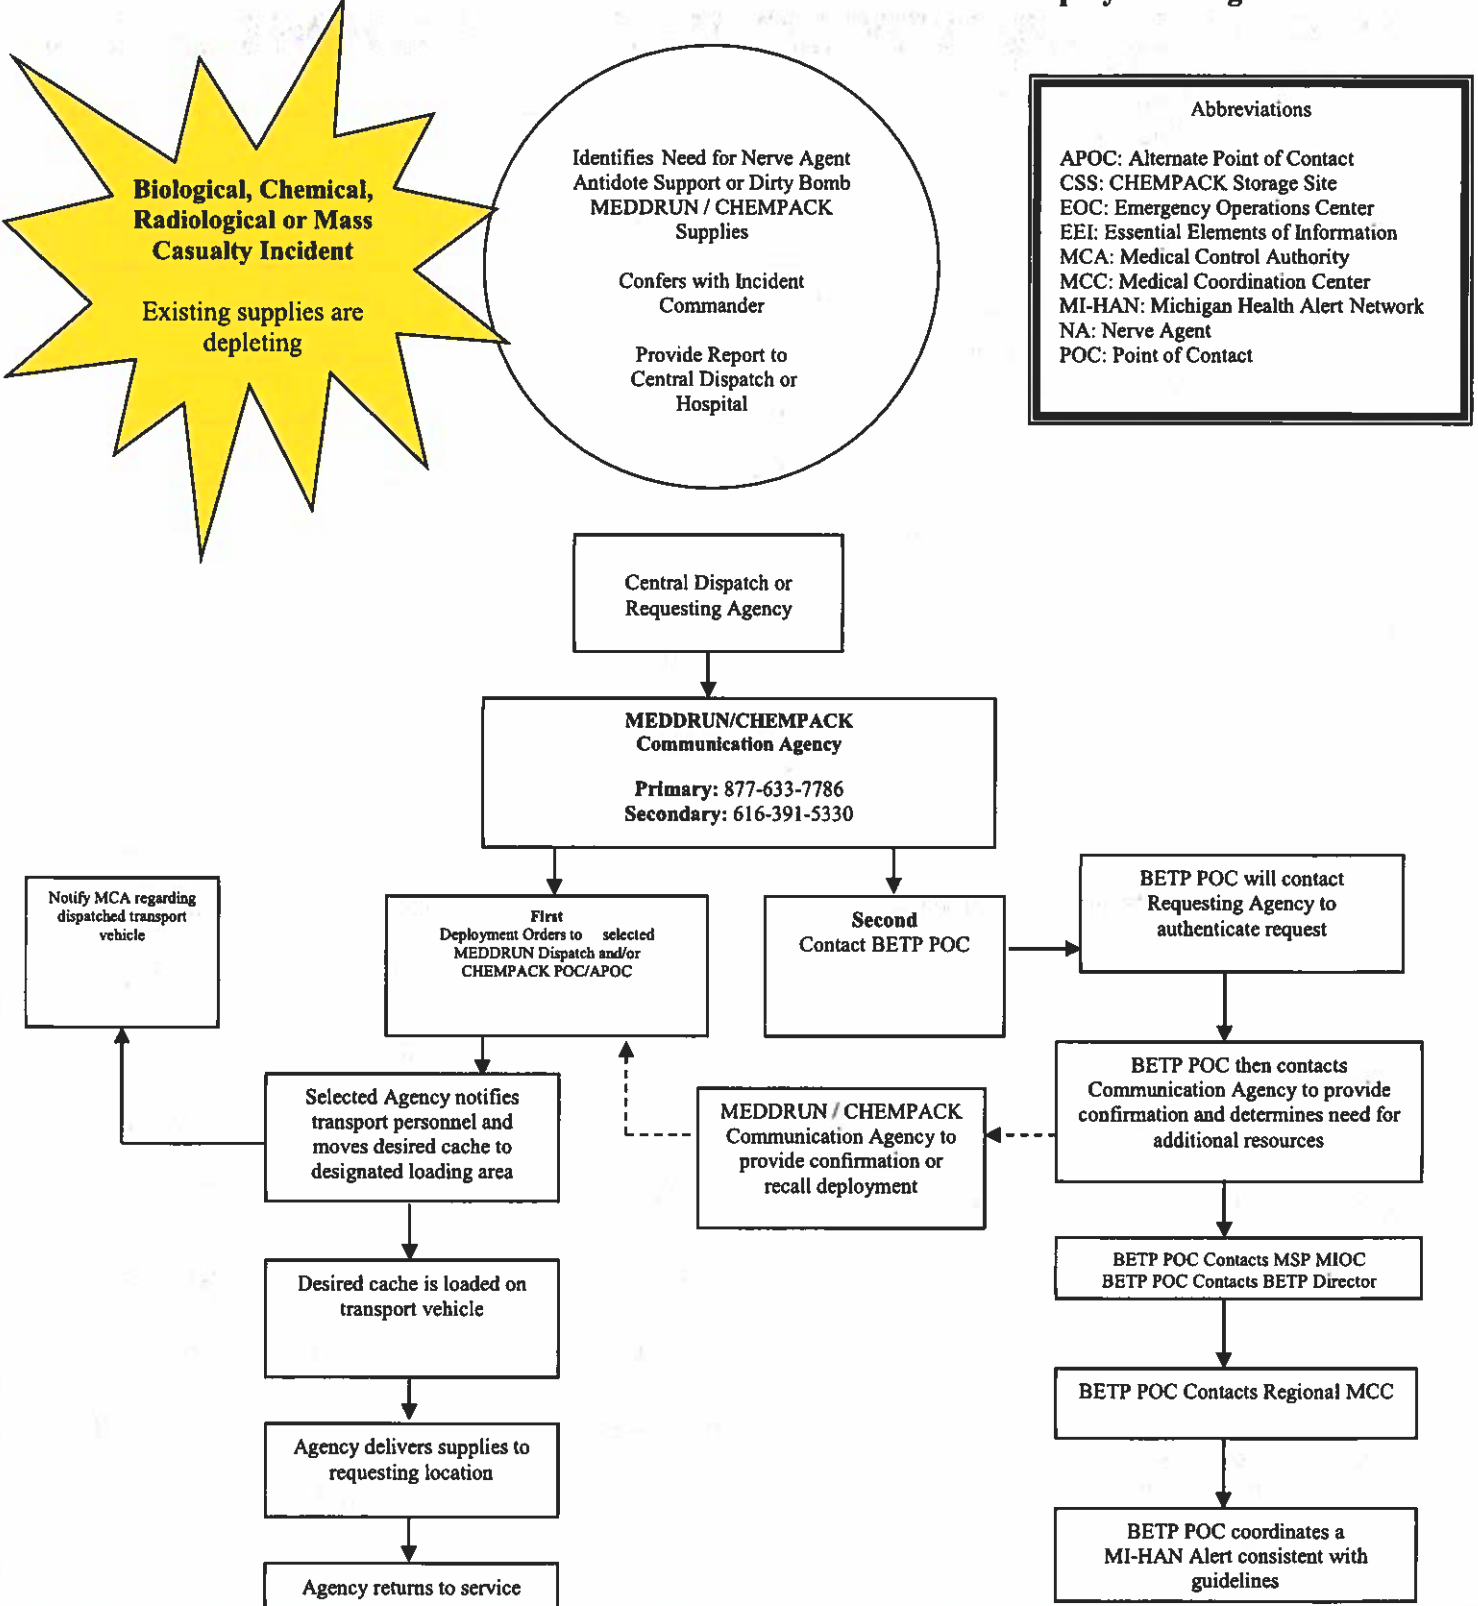 Biological, Chemical,
Radiological or Mass
Casualty Incident
Existing supplies are
depleting
Identifies Need for Nerve Agent
Antidote Support or Dirty Bomb
MEDDRUN / CHEMPACK
Supplies
Confers with Incident
Commander
Provide Report to
Central Dispatch or
Hospital
Abbreviations
APOC: Alternate Point of Contact
CSS: CHEMPACK Storage Site
EOC: Emergency Operations Center
EEI: Essential Elements of Information
MCA: Medical Control Authority
MCC: Medical Coordination Center
MI-HAN: Michigan Health Alert Network
NA: Nerve Agent
POC: Point of Contact
Central Dispatch or
Requesting Agency
MEDDRUN/CHEMPACK
Communication Agency
Primary: 877-633-7786
Secondary: 616-391-5330
Notify MCA regarding
dispatched transport
vehicle
First
Deployment Orders to selected
MEDDRUN Dispatch and/or
CHEMPACK POC/APOC
Second
Contact BETP POC
BETP POC will contact
Requesting Agency to
authenticate request
Selected Agency notifies
transport personnel and
moves desired cache to
designated loading area
MEDDRUN / CHEMPACK
Communication Agency to
provide confirmation or
recall deployment
BETP POC then contacts
Communication Agency to provide
confirmation and determines need for
additional resources
Desired cache is loaded on
transport vehicle
BETP POC Contacts MSP MIOC
BETP POC Contacts BETP Director
Agency delivers supplies to
requesting location
BETP POC Contacts Regional MCC
Agency returns to service
BETP POC coordinates a
MI-HAN Alert consistent with
guidelines